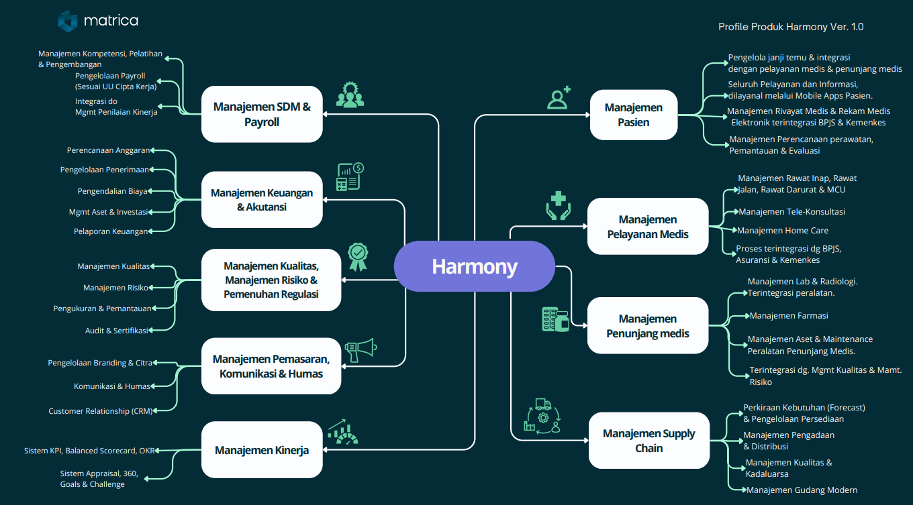 matrica
Profile Produk Harmony Ver. 1.0
Manajemen Kompetensi, Pelatihan
& Pengembangan
Pengelolaan Payroll
(Sesuai UU Cipta Kerja)
Integrasi do
Mgmt Penilaian Kinerja
Manajemen SDM &
Payroll
Perencanaan Anggaran
Pengelolaan Penerimaan
Pengendalian Biaya
Mgmt Aset & Investasi
Pelaporan Keuangan
Manajemen Keuangan
& Akutansi
Manajemen Kualitas
Manajemen Risiko
Pengukuran & Pemantauan
Audit & Sertifikasi
Manajemen Kualitas,
Manajemen Risiko &
Pemenuhan Regulasi
Pengelolaan Branding & Citra
Komunikasi & Humas
Customer Relationship (CRM)
Manajemen Pemasaran,
Komunikasi & Humas
Sistem KPI, Balanced Scorecard, OKR
Sistem Appraisal, 360,
Goals & Challenge
Manajemen Kinerja
Harmony
Manajemen
Pasien
Pengelola janji temu & integrasi
dengan pelayanan medis & penunjang medis
Seluruh Pelayanan dan Informasi,
dilayanai melalui Mobile Apps Pasien.
Manajemen Rivayat Medis & Rekam Medis
Elektronik terintegrasi BPJS & Kemenkes
Manajemen Perencanaan perawatan,
Pemantauan & Evaluasi
Manajemen
Pelayanan Medis
Manajemen Rawat Inap, Rawat
Jalan, Rawat Darurat & MCU
Manajemen Tele-Konsultasi
Manajemen Home Care
Proses terintegrasi dg BPJS,
Asuransi & Kemenkes
Manajemen
Penunjang medis
Manajemen Lab & Radiologi.
Terintegrasi peralatan.
Manajemen Farmasi
Manajemen Aset & Maintenance
Peralatan Penunjang Medis.
Terintegrasi dg. Mgmt Kualitas & Mamt.
Risiko
Manajemen Supply
Chain
Perkiraan Kebutuhan (Forecast)
& Pengelolaan Persediaan
Manajemen Pengadaan
& Distribusi
Manajemen Kualitas &
Kadaluarsa
Manajemen Gudang Modern